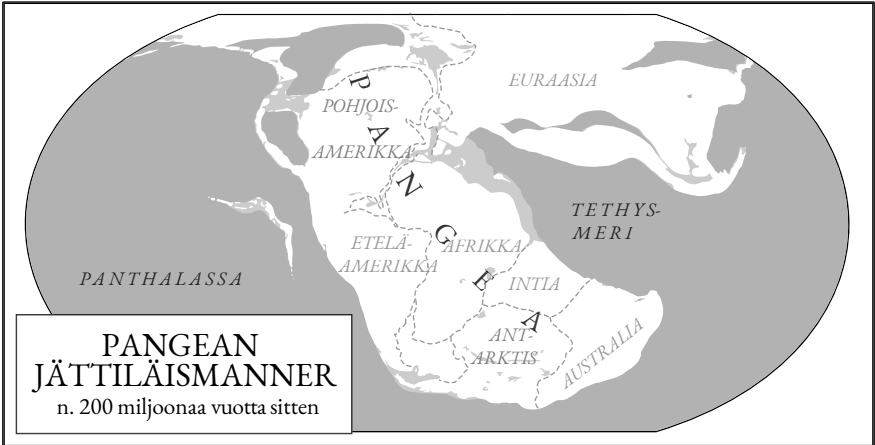 EURAASIA
POHJOIS-
AMERIKKA
PANGEA
TETHYS-
MERI
ETELÄ-
AMERIKKA
AFRIKKA
PANTHALASSA
INTIA
ANT-
ARKTIS
AUSTRALIA
PANGEAN
JÄTTILÄISMANNER
n. 200 miljoonaa vuotta sitten